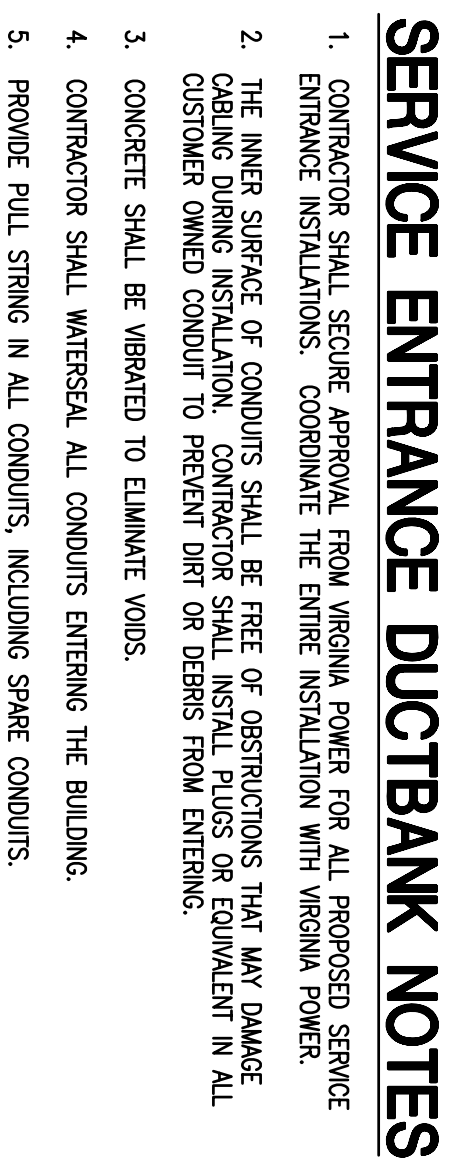 SERVICE ENTRANCE DUCTBANK NOTES
1. CONTRACTOR SHALL SECURE APPROVAL FROM VIRGINIA POWER FOR ALL PROPOSED SERVICE
ENTRANCE INSTALLATIONS. COORDINATE THE ENTIRE INSTALLATION WITH VIRGINIA POWER.
2. THE INNER SURFACE OF CONDUITS SHALL BE FREE OF OBSTRUCTIONS THAT MAY DAMAGE
CABLING DURING INSTALLATION. CONTRACTOR SHALL INSTALL PLUGS OR EQUIVALENT IN ALL
CUSTOMER OWNED CONDUIT TO PREVENT DIRT OR DEBRIS FROM ENTERING.
3. CONCRETE SHALL BE VIBRATED TO ELIMINATE VOIDS.
4. CONTRACTOR SHALL WATERSEAL ALL CONDUITS ENTERING THE BUILDING.
5. PROVIDE PULL STRING IN ALL CONDUITS, INCLUDING SPARE CONDUITS.